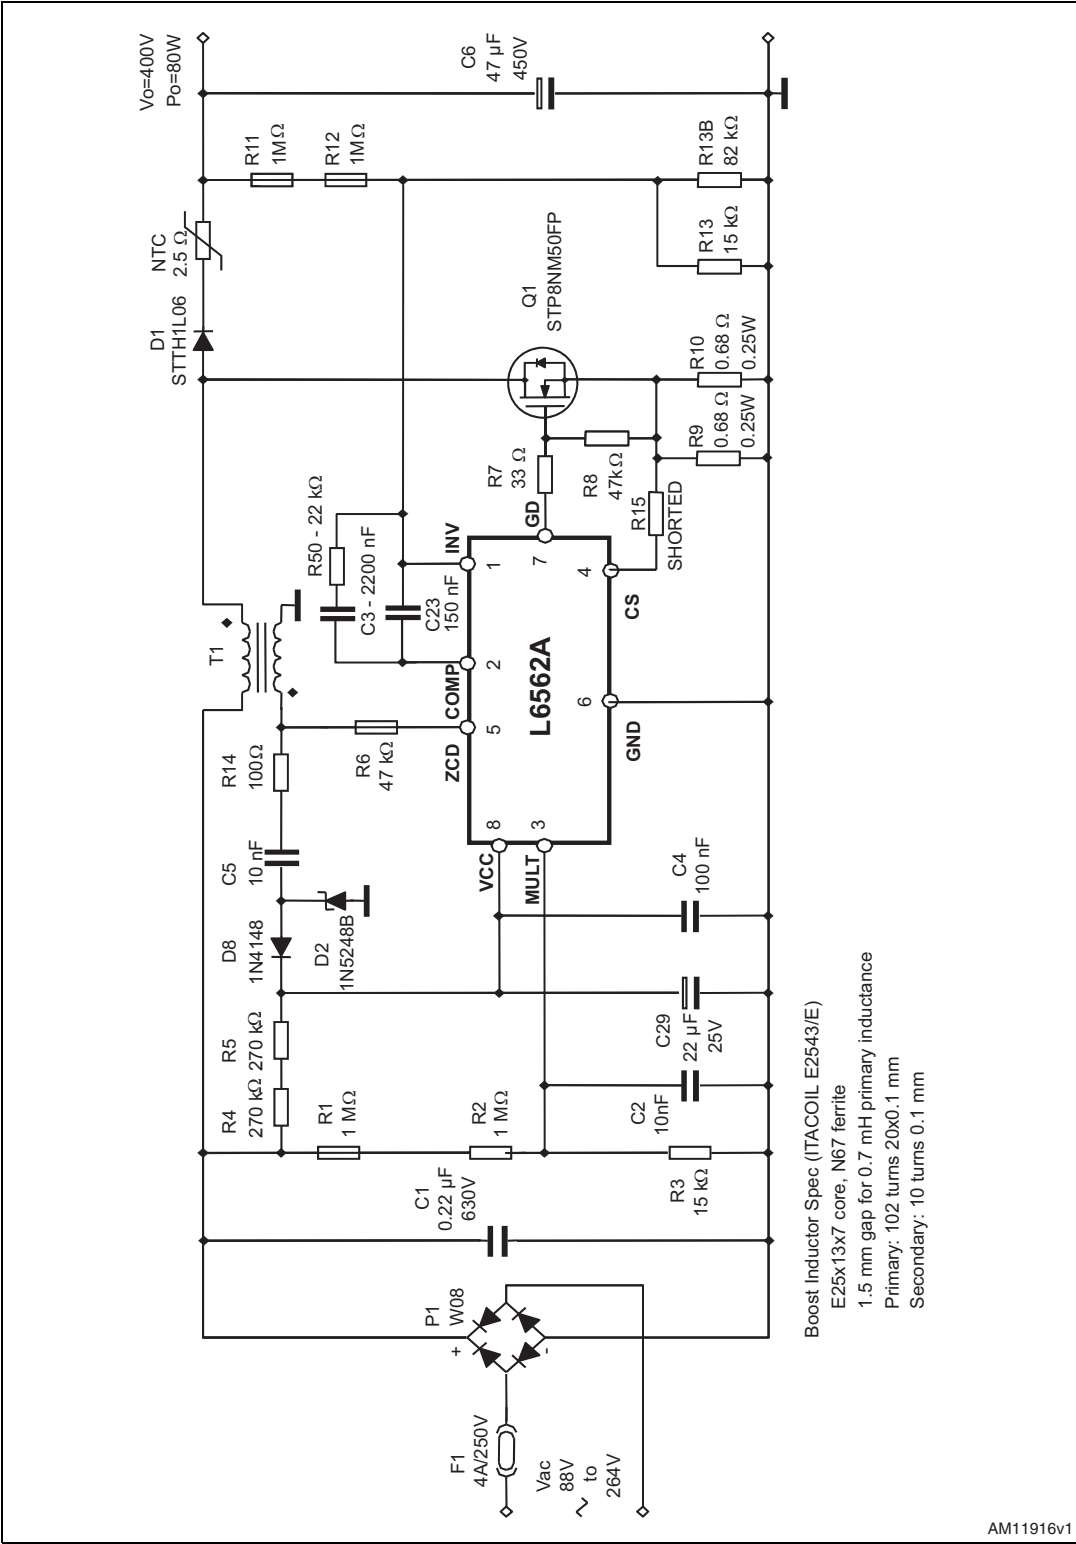 F1
4A/250V
Vac
88V
to
264V
P1
W08
+
-
C1
0.22 µF
630V
R4
270 kΩ
R5
270 kΩ
R1
1 MΩ
R2
1 MΩ
R3
15 kΩ
C2
10nF
C29
22 µF
25V
C4
100 nF
D8
1N4148
D2
1N5248B
C5
10 nF
R14
100Ω
R6
47 kΩ
T1
R50 - 22 kΩ
C3 - 2200 nF
C23
150 nF
VCC
8
MULT
3
ZCD
5
COMP
2
INV
1
GD
7
CS
4
GND
6
L6562A
R7
33 Ω
R8
47kΩ
R15
SHORTED
R9
0.68 Ω
0.25W
R10
0.68 Ω
0.25W
Q1
STP8NM50FP
D1
STTH1L06
NTC
2.5 Ω
R11
1MΩ
R12
1MΩ
R13
15 kΩ
R13B
82 kΩ
C6
47 µF
450V
Vo=400V
Po=80W
Boost Inductor Spec (ITACOIL E2543/E)
E25x13x7 core, N67 ferrite
1.5 mm gap for 0.7 mH primary inductance
Primary: 102 turns 20x0.1 mm
Secondary: 10 turns 0.1 mm
AM11916v1